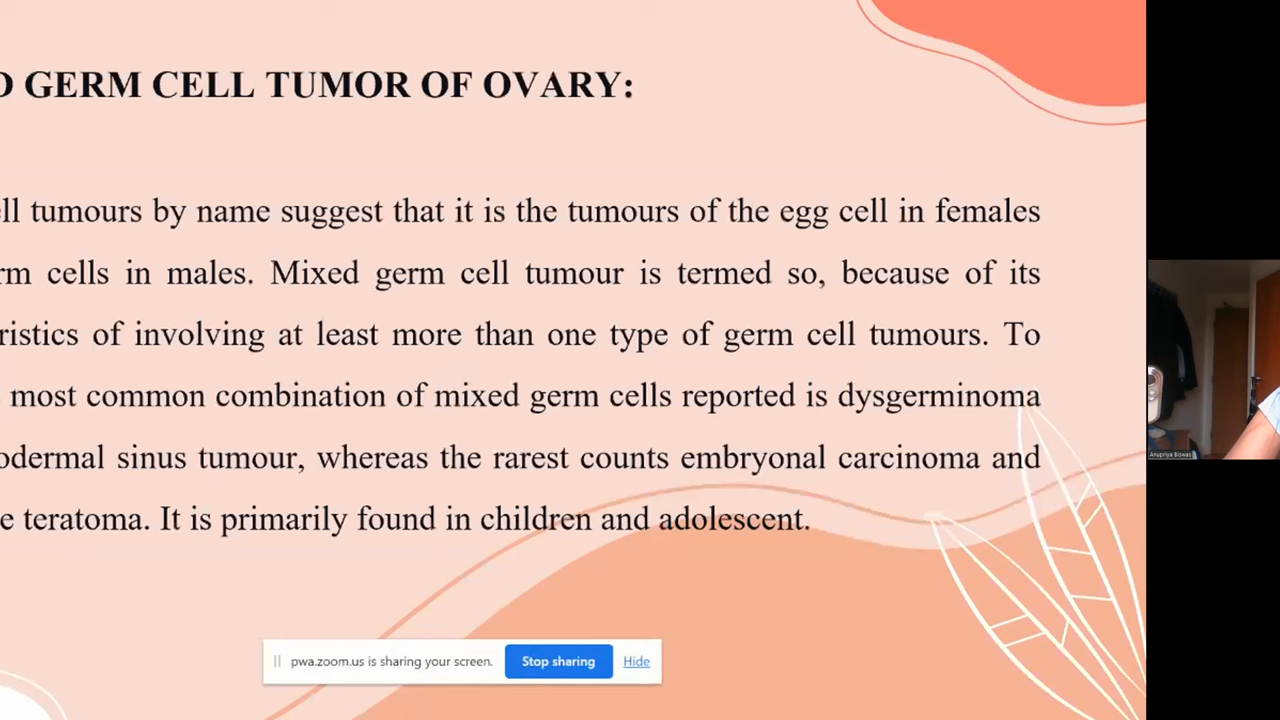 D GERM CELL TUMOR OF OVARY:
ell tumours by name suggest that it is the tumours of the egg cell in females
rm cells in males. Mixed germ cell tumour is termed so, because of its
ristics of involving at least more than one type of germ cell tumours. To
most common combination of mixed germ cells reported is dysgerminoma
odermal sinus tumour, whereas the rarest counts embryonal carcinoma and
e teratoma. It is primarily found in children and adolescent.
pwa.zoom.us is sharing your screen. Stop sharing Hide
Anupriya Biswas